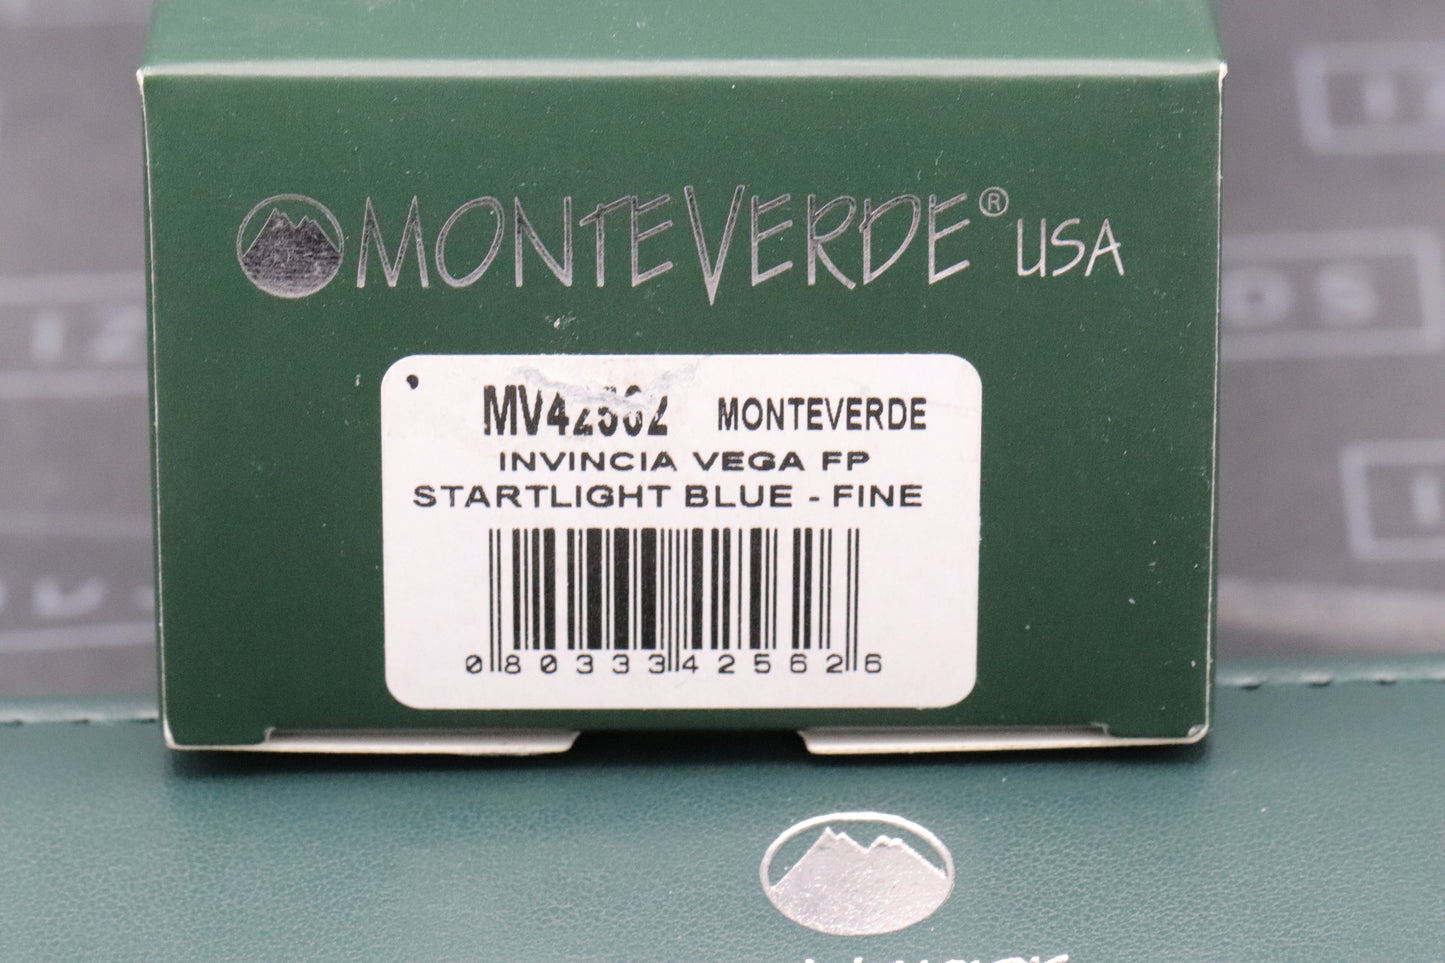 MONTEVERDE® USA
MV42562 MONTEVERDE
INVINCIA VEGA FP
STARTLIGHT BLUE - FINE
0 80333 42562 6